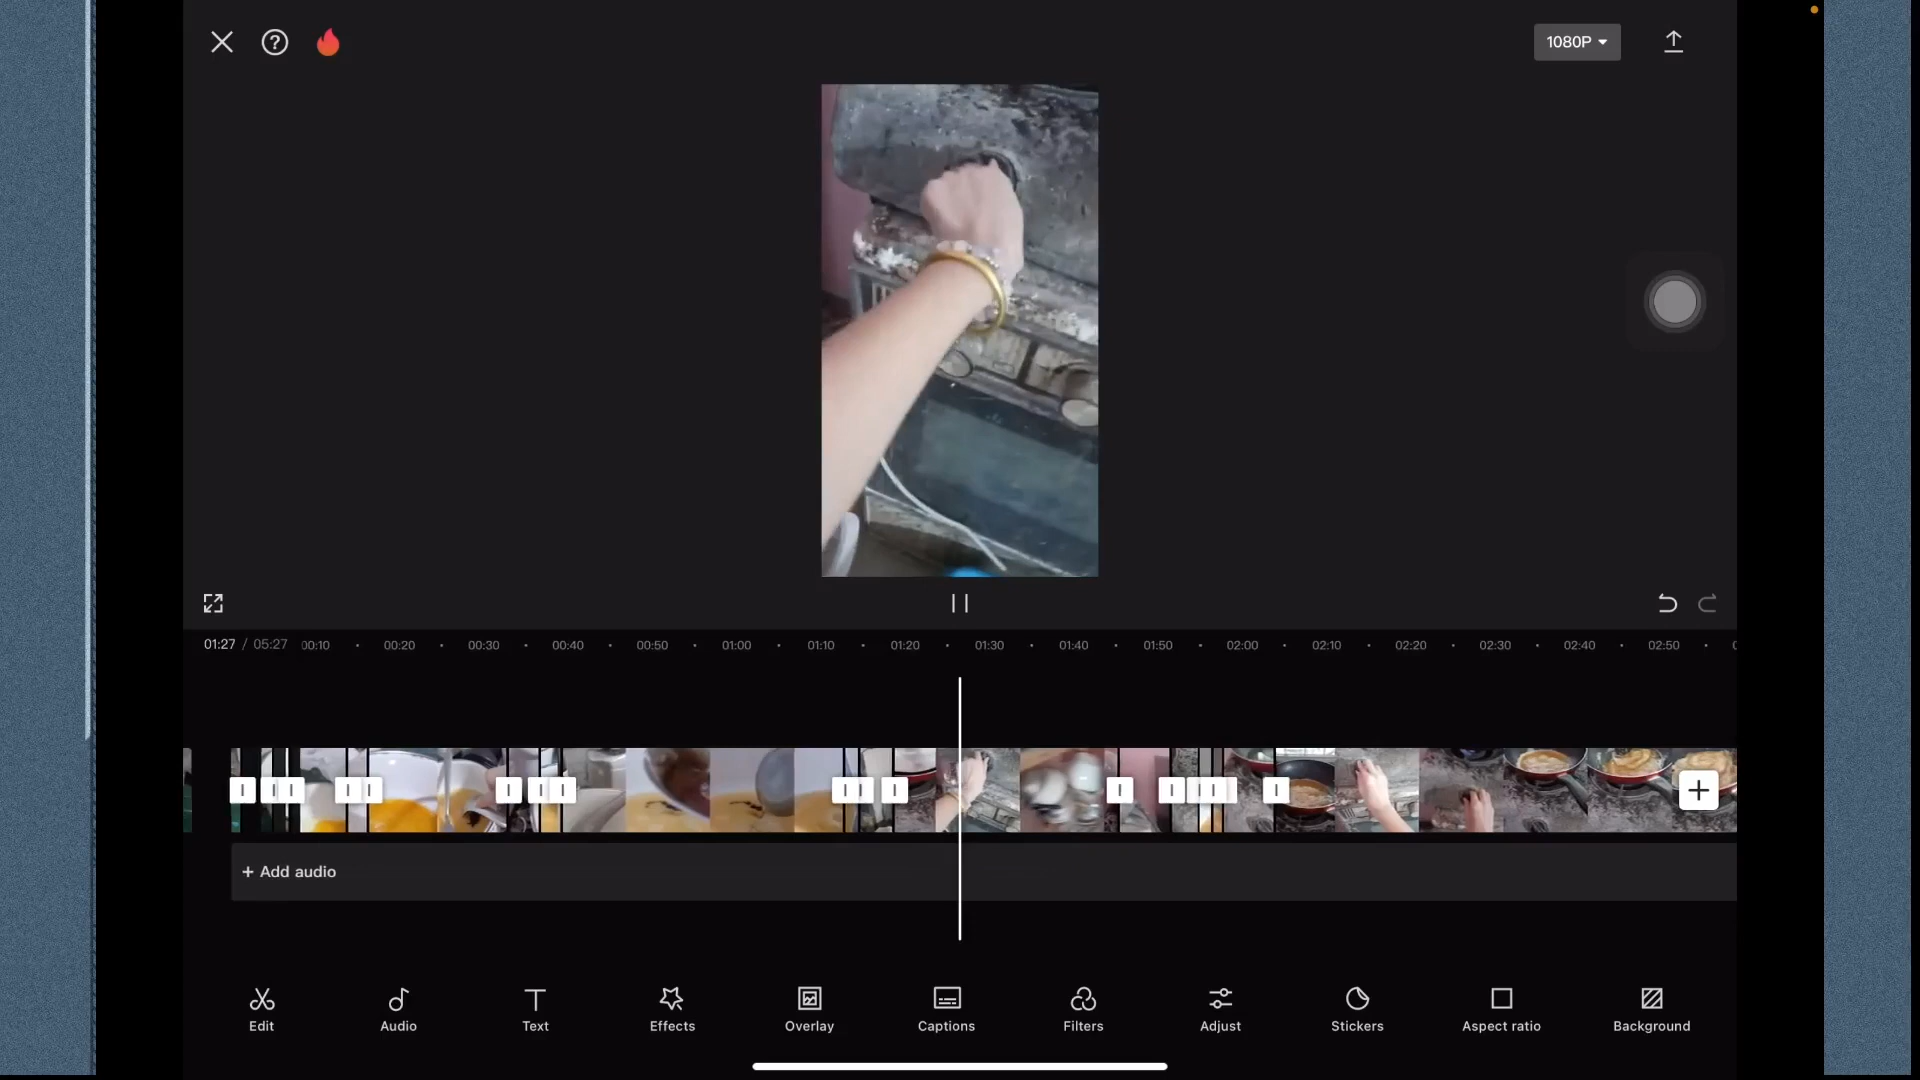 1080P
01:27 / 05:27 00:10 00:20 00:30 00:40 00:50 01:00 01:10 01:20 01:30 01:40 01:50 02:00 02:10 02:20 02:30 02:40 02:50
+ Add audio
Edit Audio Text Effects Overlay Captions Filters Adjust Stickers Aspect ratio Background